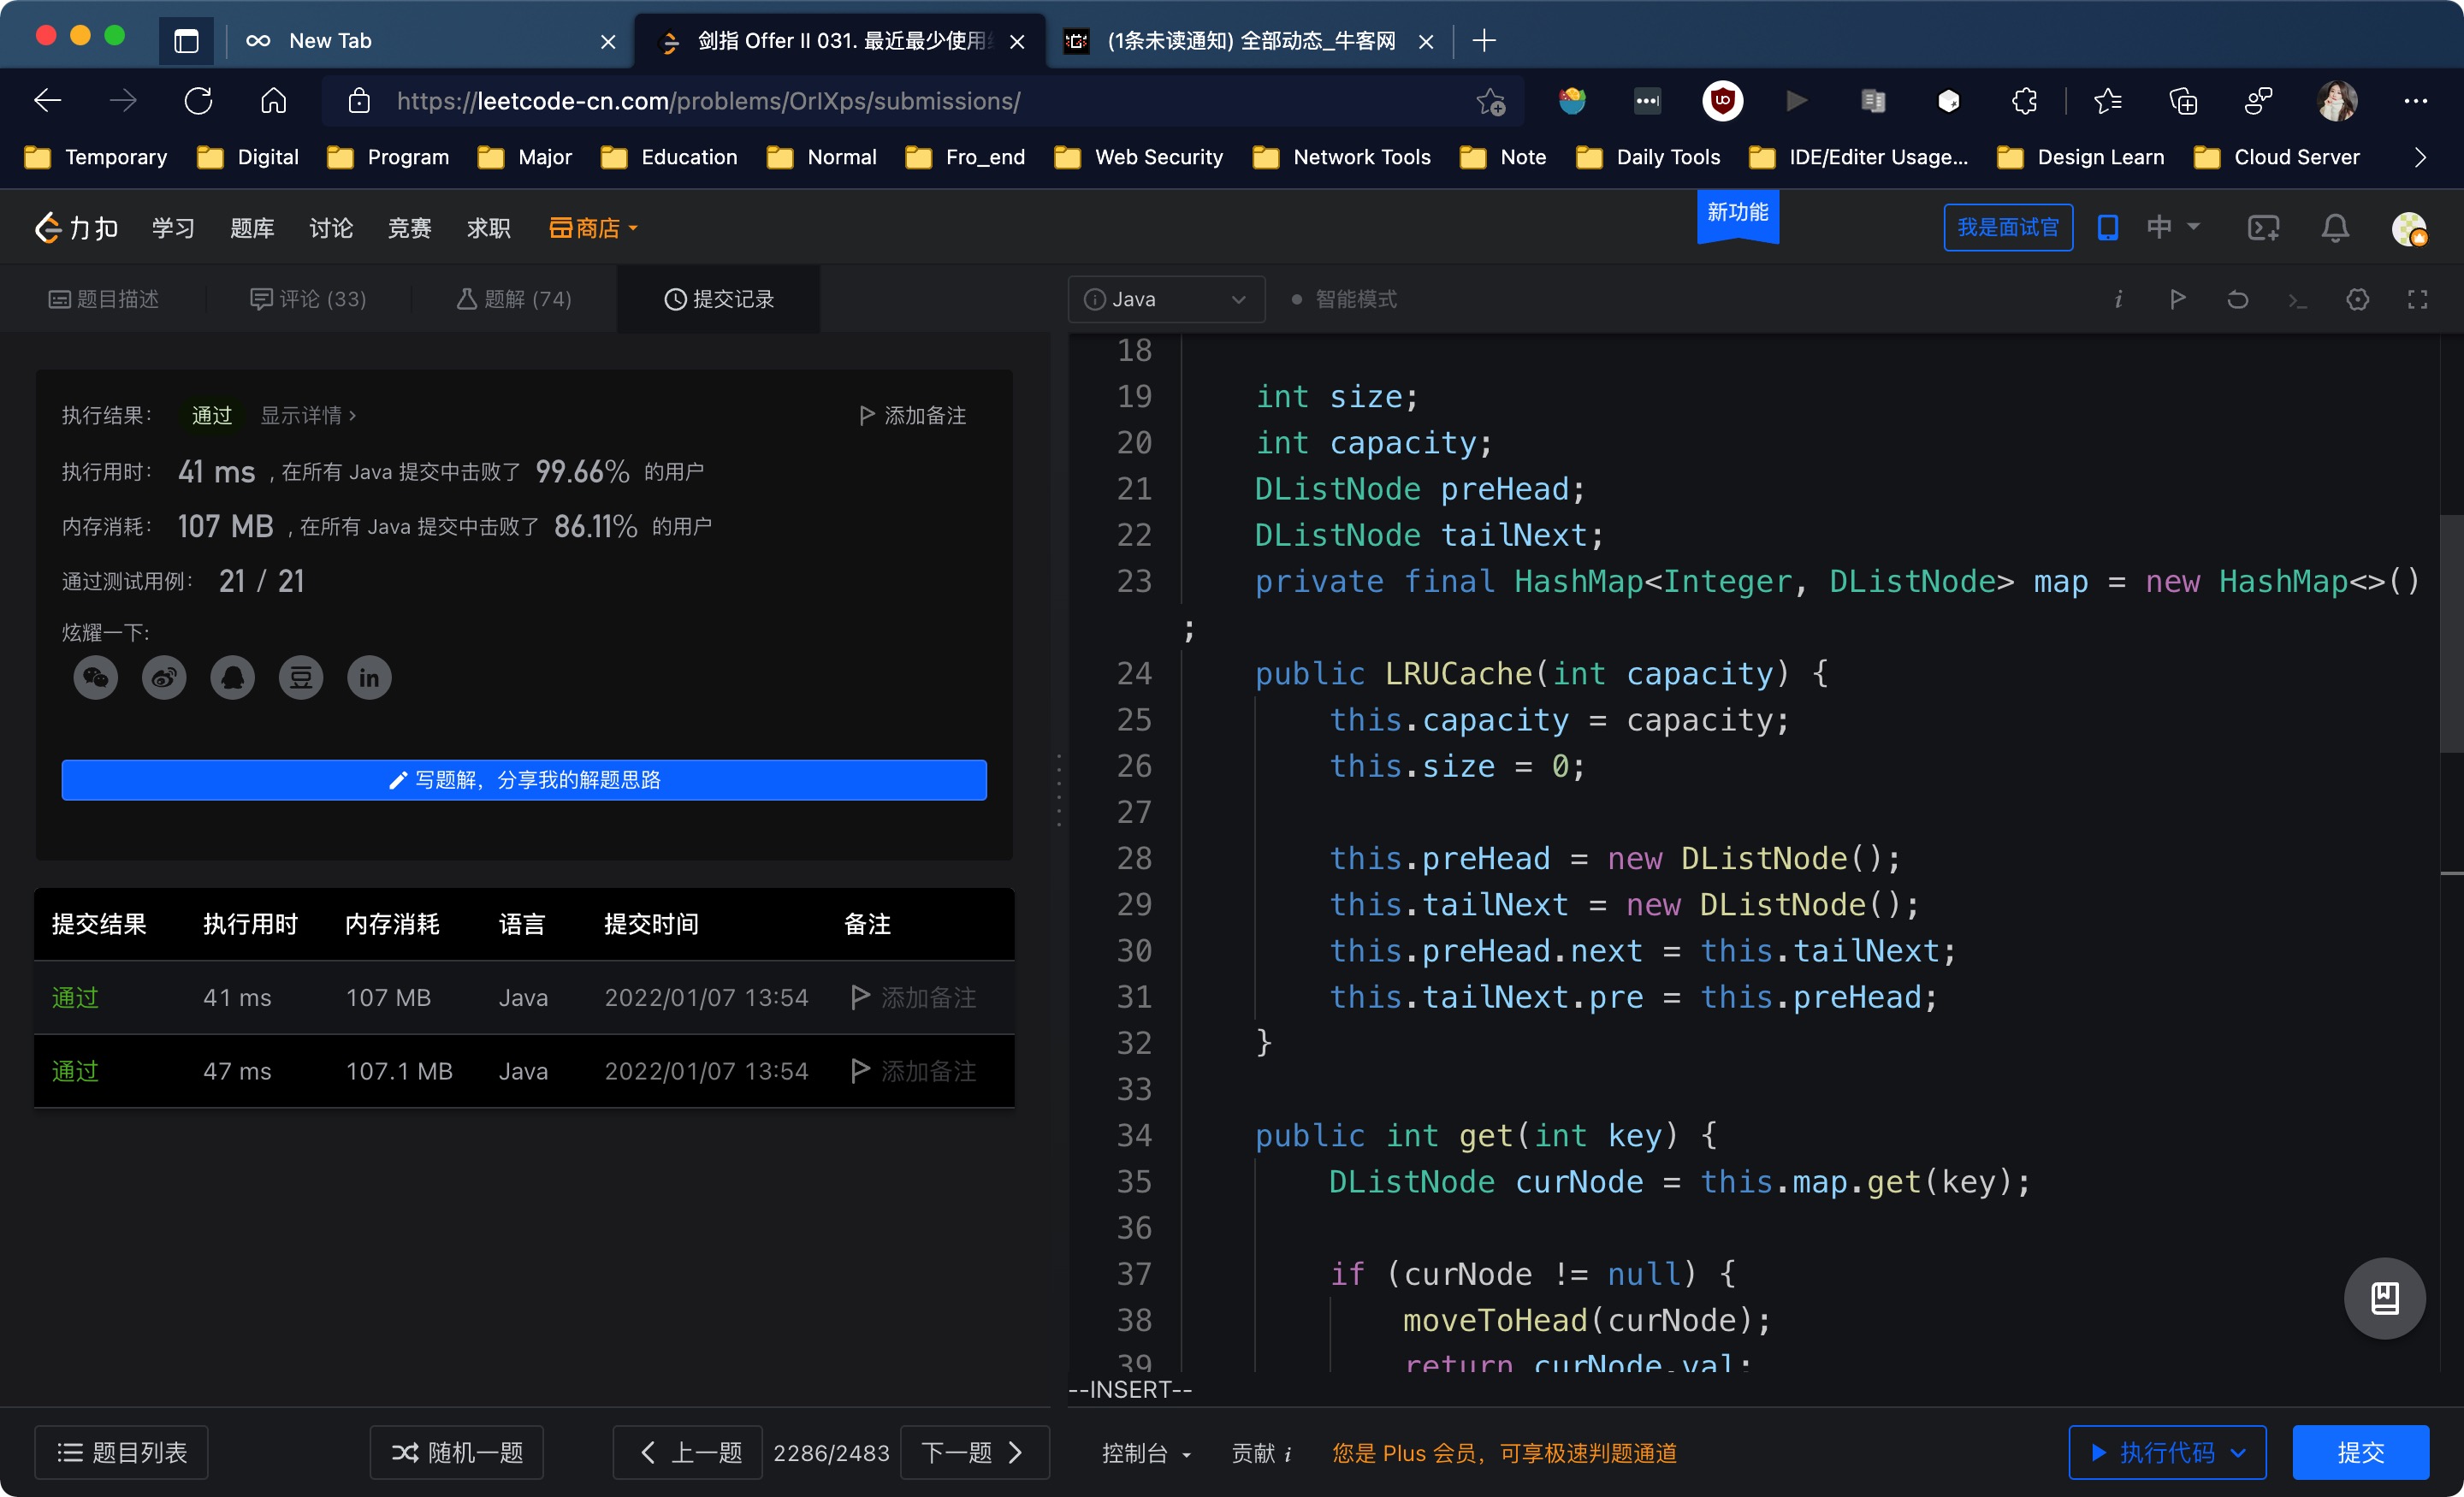 New Tab
剑指 Offer II 031. 最近最少使用
(1条未读通知) 全部动态_牛客网
https://leetcode-cn.com/problems/OrIXps/submissions/
Temporary
Digital
Program
Major
Education
Normal
Fro_end
Web Security
Network Tools
Note
Daily Tools
IDE/Editer Usage...
Design Learn
Cloud Server
力扣
学习
题库
讨论
竞赛
求职
商店
新功能
我是面试官
中
题目描述
评论 (33)
题解 (74)
提交记录
Java
智能模式
执行结果：
通过
显示详情 >
添加备注
执行用时：41 ms , 在所有 Java 提交中击败了 99.66% 的用户
内存消耗：107 MB , 在所有 Java 提交中击败了 86.11% 的用户
通过测试用例：21 / 21
炫耀一下:
写题解，分享我的解题思路
提交结果 执行用时 内存消耗 语言 提交时间 备注
通过 41 ms 107 MB Java 2022/01/07 13:54 添加备注
通过 47 ms 107.1 MB Java 2022/01/07 13:54 添加备注
18
19 int size;
20 int capacity;
21 DListNode preHead;
22 DListNode tailNext;
23 private final HashMap<Integer, DListNode> map = new HashMap<>()
;
24 public LRUCache(int capacity) {
25 this.capacity = capacity;
26 this.size = 0;
27
28 this.preHead = new DListNode();
29 this.tailNext = new DListNode();
30 this.preHead.next = this.tailNext;
31 this.tailNext.pre = this.preHead;
32 }
33
34 public int get(int key) {
35 DListNode curNode = this.map.get(key);
36
37 if (curNode != null) {
38 moveToHead(curNode);
39 return curNode.val;
--INSERT--
题目列表
随机一题
上一题
2286/2483
下一题
控制台
贡献 i
您是 Plus 会员，可享极速判题通道
执行代码
提交